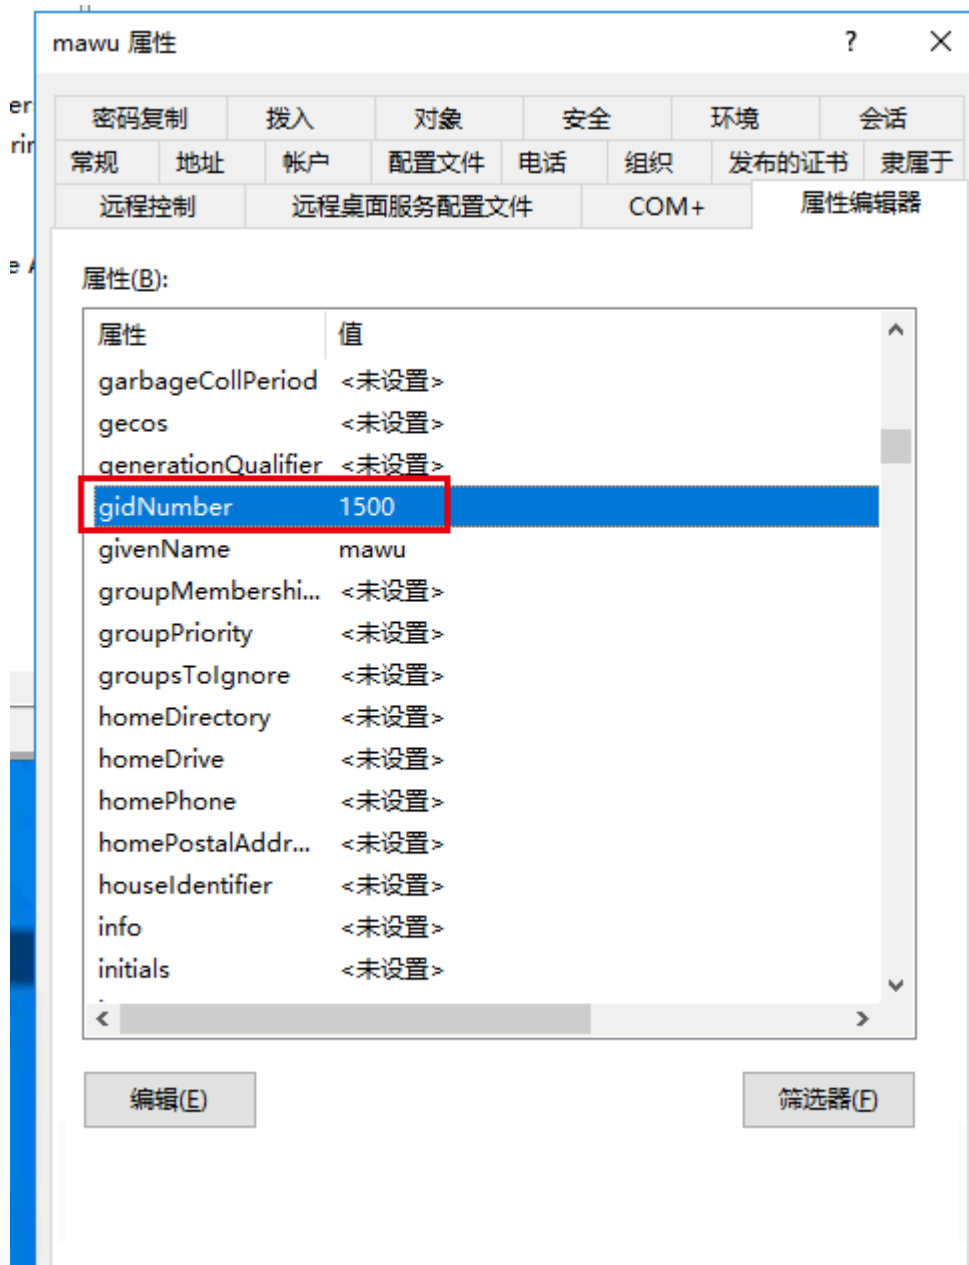 mawu 属性 ?
密码复制 拨入 对象 安全 环境 会话
常规 地址 帐户 配置文件 电话 组织 发布的证书 隶属于
远程控制 远程桌面服务配置文件 COM+ 属性编辑器
属性(B):
属性 值
garbageCollPeriod <未设置>
gecos <未设置>
generationQualifier <未设置>
gidNumber 1500
givenName mawu
groupMembershi... <未设置>
groupPriority <未设置>
groupsToIgnore <未设置>
homeDirectory <未设置>
homeDrive <未设置>
homePhone <未设置>
homePostalAddr... <未设置>
houseIdentifier <未设置>
info <未设置>
initials <未设置>
编辑(E) 筛选器(F)